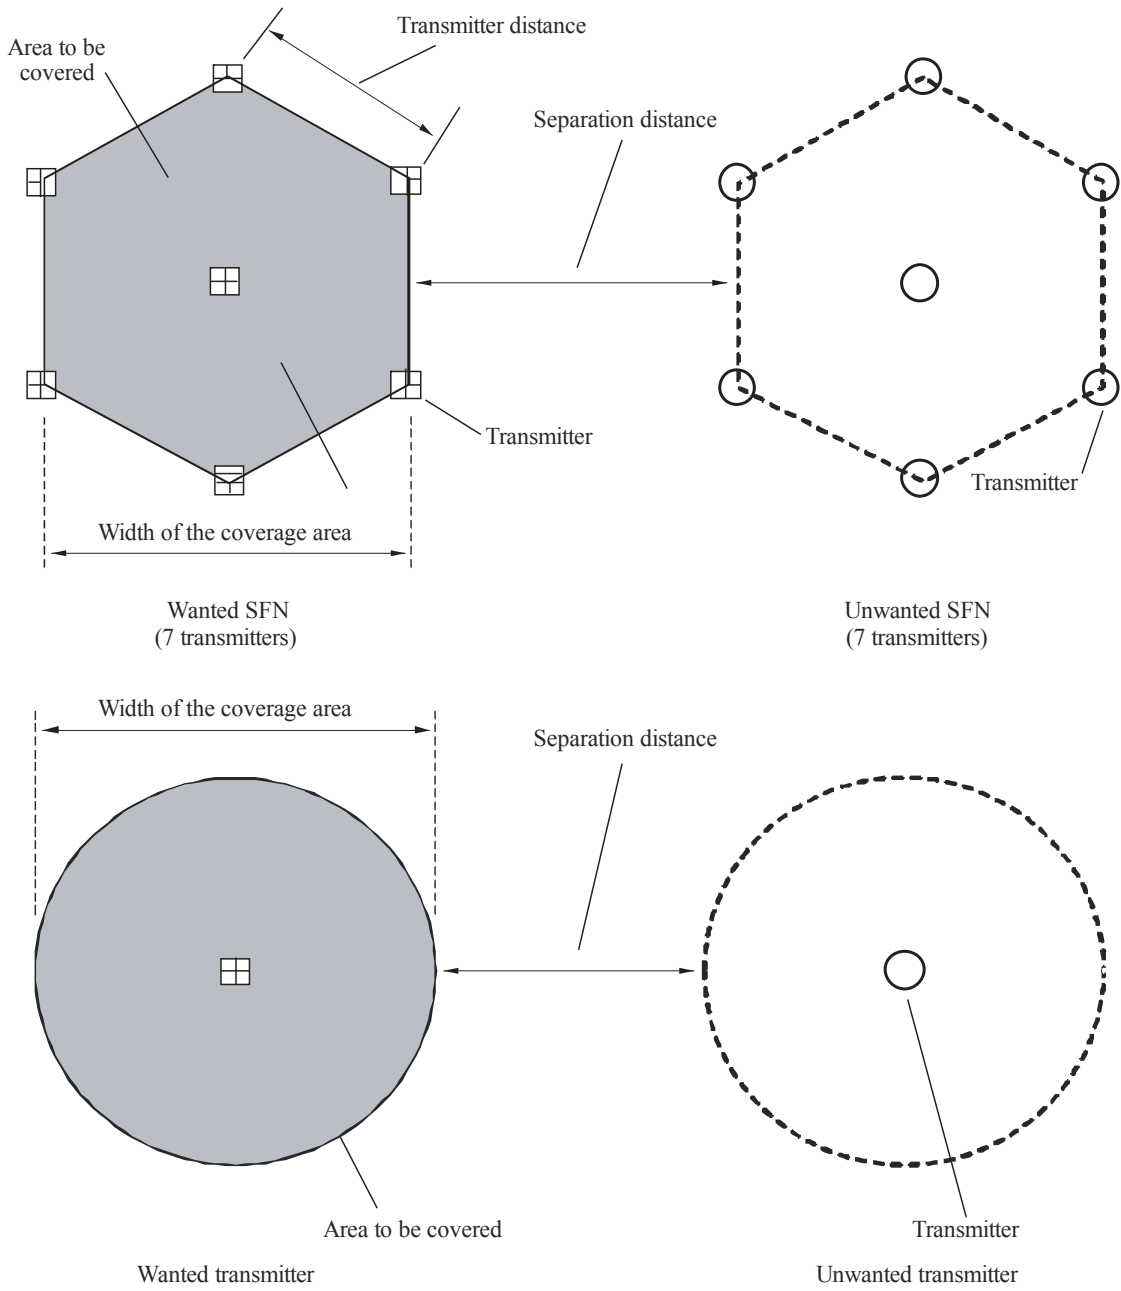 Transmitter distance
Area to be
covered
Separation distance
Transmitter
Transmitter
Width of the coverage area
Wanted SFN
(7 transmitters)
Unwanted SFN
(7 transmitters)
Width of the coverage area
Separation distance
Area to be covered
Transmitter
Wanted transmitter
Unwanted transmitter